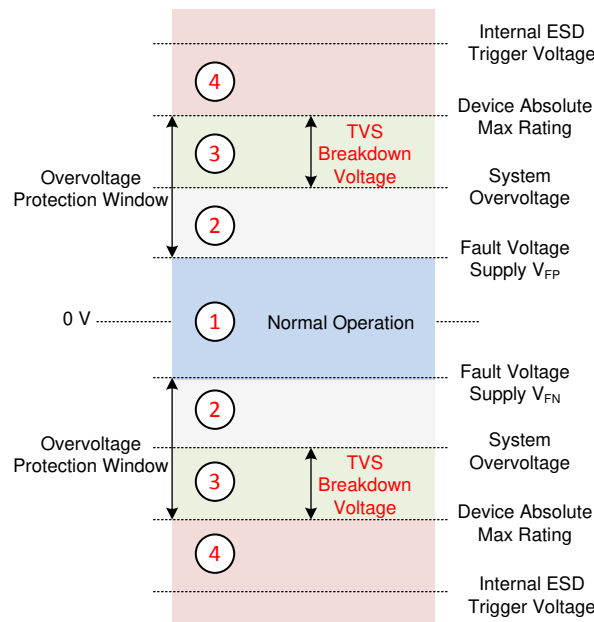 Internal ESD
Trigger Voltage
4
Device Absolute
Max Rating
3
TVS
Breakdown
Voltage
Overvoltage
Protection Window
System
Overvoltage
2
Fault Voltage
Supply VFP
0 V
1
Normal Operation
Fault Voltage
Supply VFN
2
System
Overvoltage
Overvoltage
Protection Window
3
TVS
Breakdown
Voltage
Device Absolute
Max Rating
4
Internal ESD
Trigger Voltage